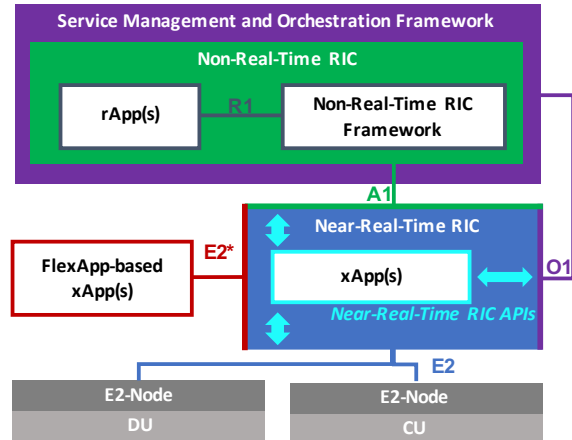 Service Management and Orchestration Framework
Non-Real-Time RIC
rApp(s)
R1
Non-Real-Time RIC
Framework
A1
Near-Real-Time RIC
E2*
FlexApp-based
xApp(s)
xApp(s)
O1
Near-Real-Time RIC APIs
E2
E2-Node
DU
E2-Node
CU